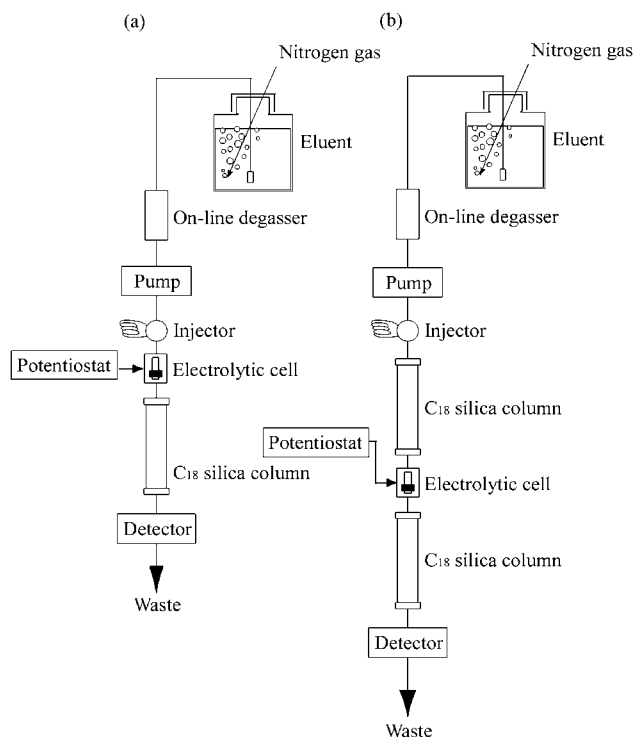 (a)
Nitrogen gas
Eluent
On-line degasser
Pump
Injector
Potentiostat
Electrolytic cell
C18 silica column
Detector
Waste
(b)
Nitrogen gas
Eluent
On-line degasser
Pump
Injector
C18 silica column
Potentiostat
Electrolytic cell
C18 silica column
Detector
Waste